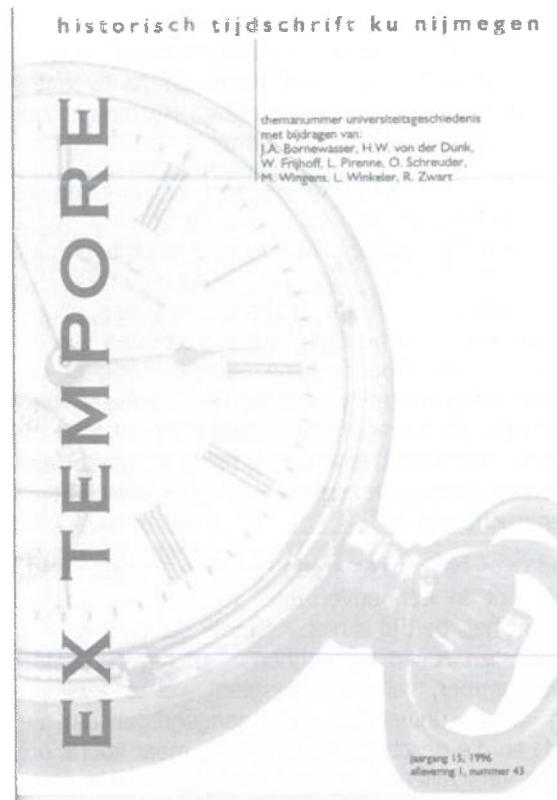 historisch tijdschrift ku nijmegen
themanummer universiteitsgeschiedenis
met bijdragen van:
J.A. Bornewasser, H.W. von der Dunk,
W. Frijhoff, L. Pirenne, O. Schreuder,
M. Wingens, L. Winkeler, R. Zwart
EX TEMPORE
jaargang 15, 1996
aflevering 1, nummer 43